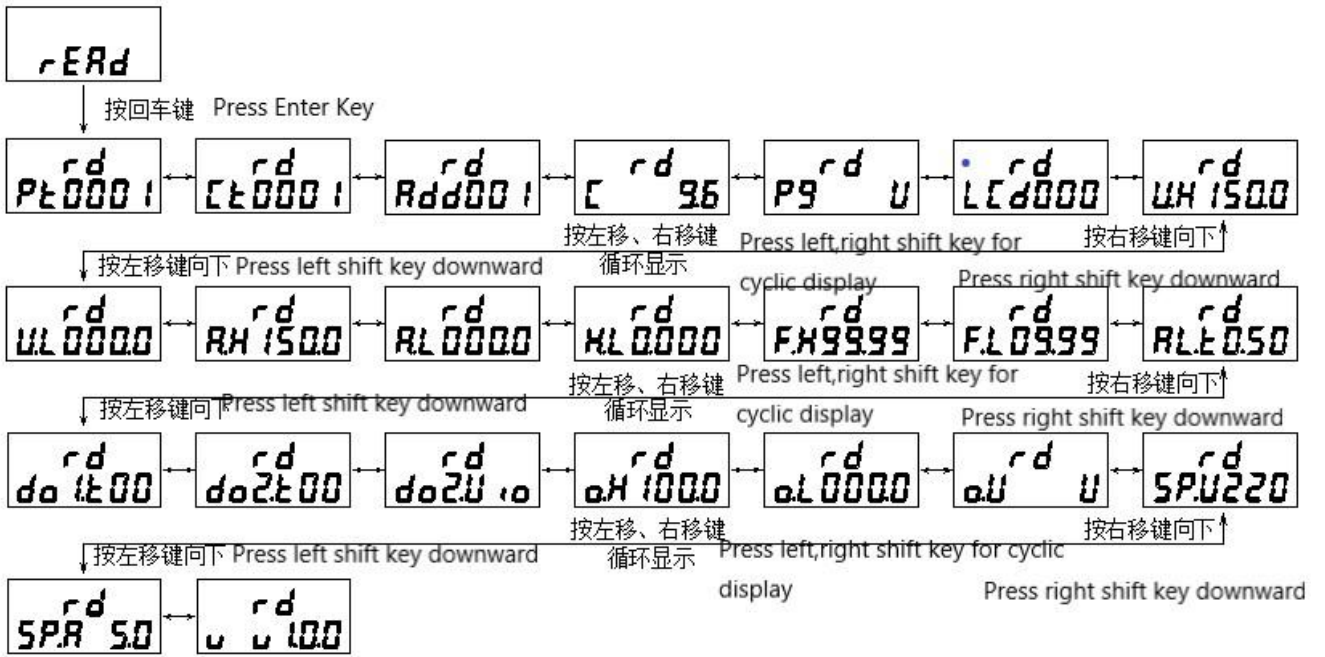 rEAd
按回车键 Press Enter Key
rd rd rd rd rd rd rd
Pt0001 Ct0001 Add001 C 9.6 P9 U LCd000 U.H 150.0
按左移、右移键 Press left,right shift key for 按右移键向下
按左移键向下 Press left shift key downward 循环显示 cyclic display Press right shift key downward
rd rd rd rd rd rd rd
U.L 000.0 A.H 150.0 A.L 000.0 H.L 0.000 F.H99.99 F.L 09.99 AL.t0.50
按左移、右移键 Press left,right shift key for 按右移键向下
按左移键向下 Press left shift key downward 循环显示 cyclic display Press right shift key downward
rd rd rd rd rd rd rd
do1.t00 do2.t00 do2.U io o.H 100.0 o.L 000.0 o.U U SP.U220
按左移、右移键 Press left,right shift key for cyclic 按右移键向下
按左移键向下 Press left shift key downward 循环显示 display Press right shift key downward
rd rd
SP.A 5.0 u u 1.0.0